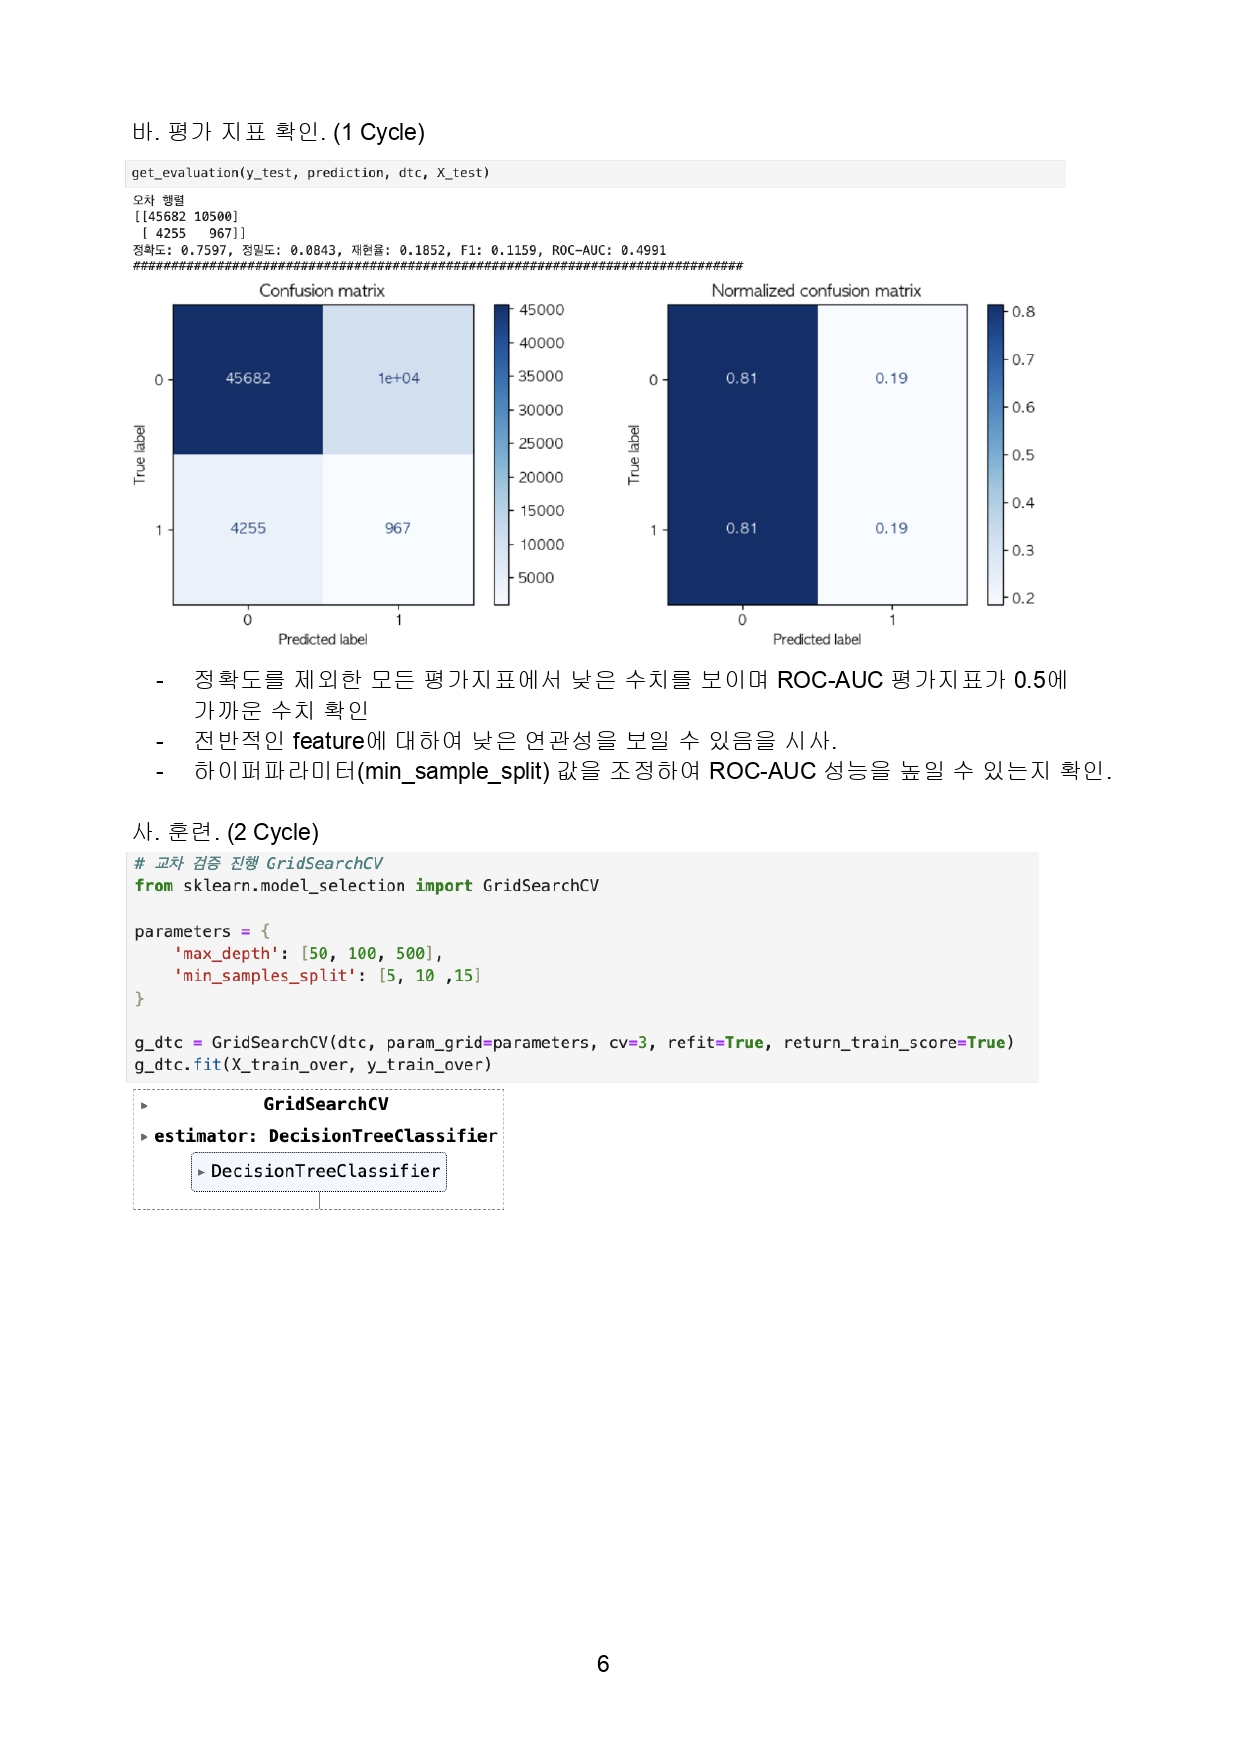 바. 평가 지표 확인. (1 Cycle)
get_evaluation(y_test, prediction, dtc, X_test)
오차 행렬
[[45682 10500]
 [ 4255   967]]
정확도: 0.7597, 정밀도: 0.0843, 재현율: 0.1852, F1: 0.1159, ROC-AUC: 0.4991
################################################################################
Confusion matrix
45000
40000
35000
30000
25000
20000
15000
10000
5000
True label
0
45682
1e+04
1
4255
967
0
1
Predicted label
Normalized confusion matrix
0.8
0.7
0.6
0.5
0.4
0.3
0.2
True label
0
0.81
0.19
1
0.81
0.19
0
1
Predicted label
- 정확도를 제외한 모든 평가지표에서 낮은 수치를 보이며 ROC-AUC 평가지표가 0.5에
가까운 수치 확인
- 전반적인 feature에 대하여 낮은 연관성을 보일 수 있음을 시사.
- 하이퍼파라미터(min_sample_split) 값을 조정하여 ROC-AUC 성능을 높일 수 있는지 확인.
사. 훈련. (2 Cycle)
# 교차 검증 진행 GridSearchCV
from sklearn.model_selection import GridSearchCV
parameters = {
    'max_depth': [50, 100, 500],
    'min_samples_split': [5, 10 ,15]
}
g_dtc = GridSearchCV(dtc, param_grid=parameters, cv=3, refit=True, return_train_score=True)
g_dtc.fit(X_train_over, y_train_over)
GridSearchCV
estimator: DecisionTreeClassifier
DecisionTreeClassifier
6